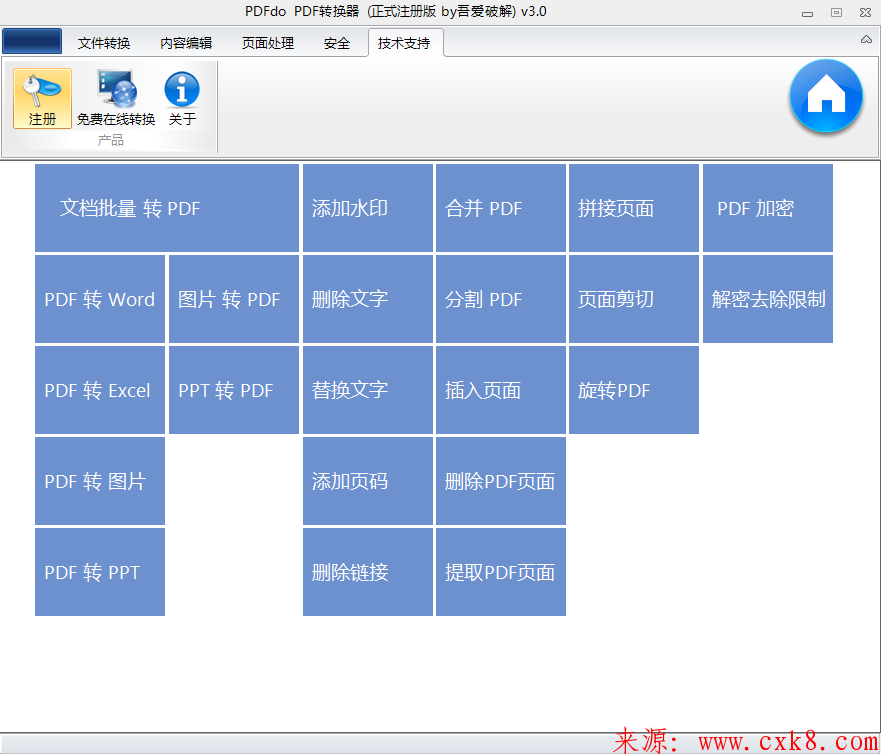 PDFdo PDF转换器 (正式注册版 by吾爱破解) v3.0
文件转换 内容编辑 页面处理 安全 技术支持
注册 免费在线转换 关于
产品
文档批量 转 PDF 添加水印 合并 PDF 拼接页面 PDF 加密
PDF 转 Word 图片 转 PDF 删除文字 分割 PDF 页面剪切 解密去除限制
PDF 转 Excel PPT 转 PDF 替换文字 插入页面 旋转PDF
PDF 转 图片 添加页码 删除PDF页面
PDF 转 PPT 删除链接 提取PDF页面
来源: www.cxk8.com